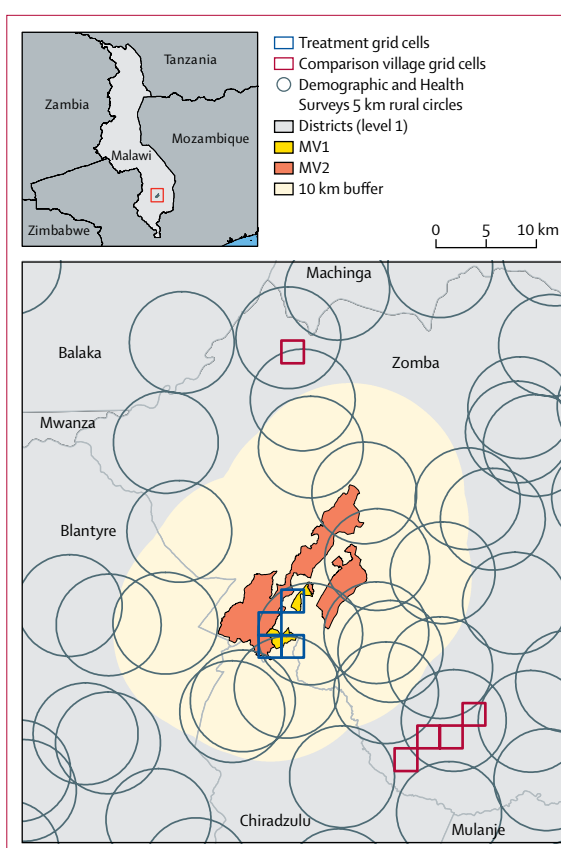 Tanzania
Zambia
Mozambique
Malawi
Zimbabwe
Treatment grid cells
Comparison village grid cells
Demographic and Health
Surveys 5 km rural circles
Districts (level 1)
MV1
MV2
10 km buffer
0 5 10 km
Machinga
Balaka
Zomba
Mwanza
Blantyre
Chiradzulu
Mulanje